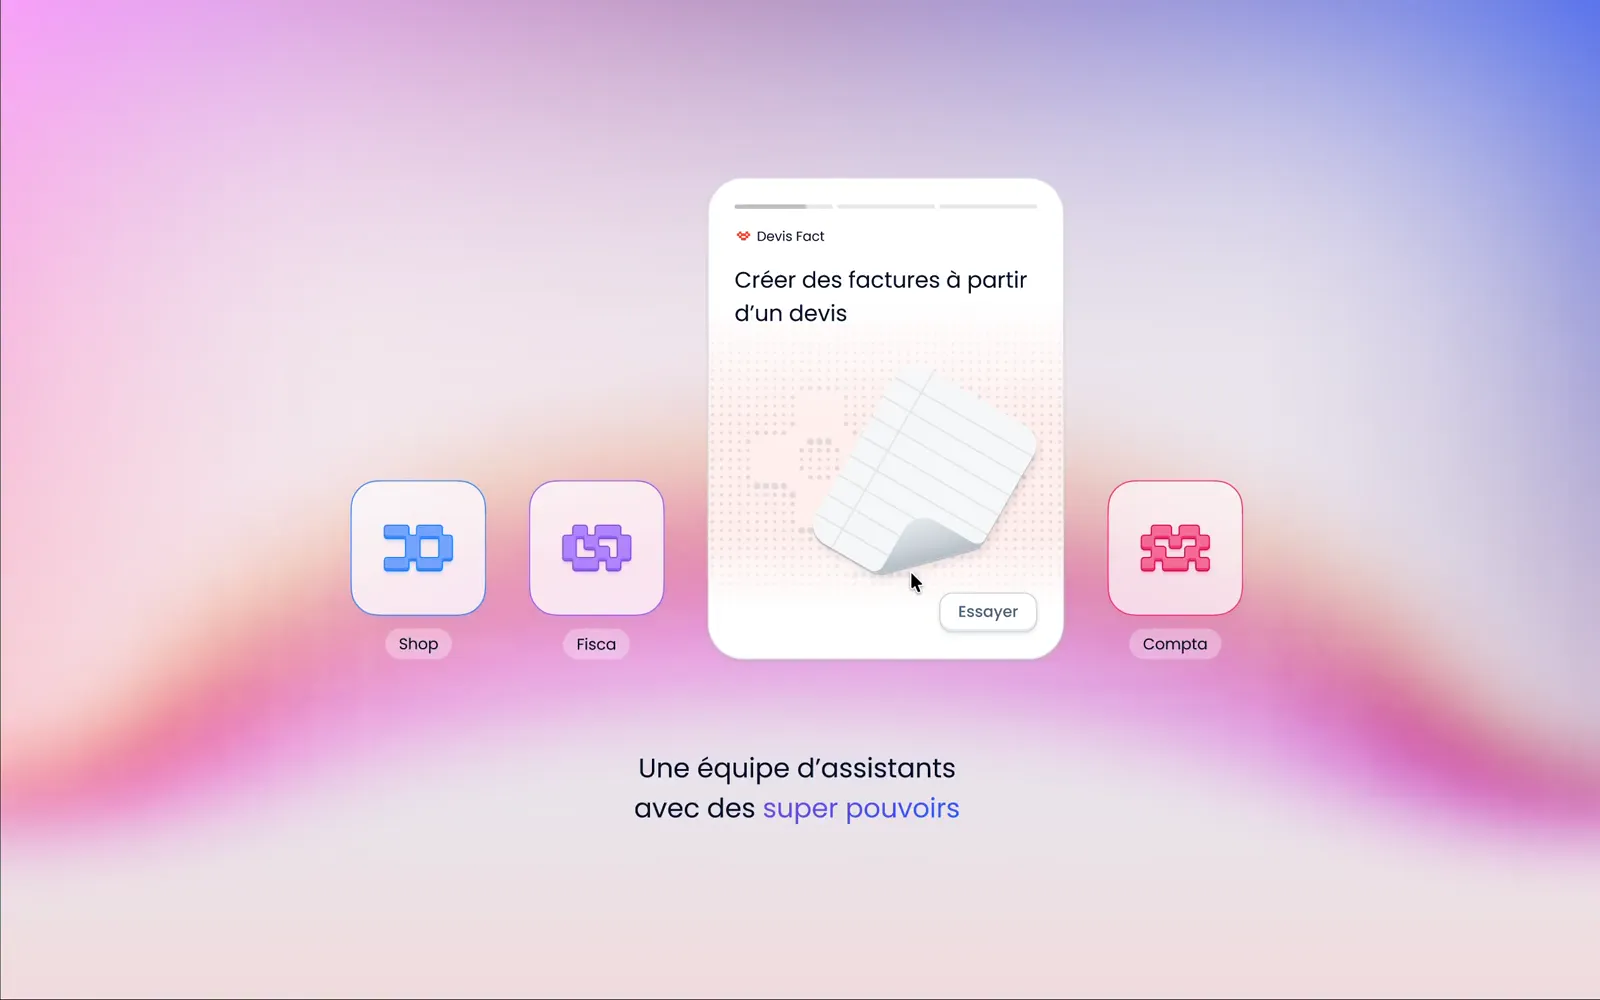 Devis Fact
Créer des factures à partir
d’un devis
Essayer
Shop
Fisca
Compta
Une équipe d’assistants
avec des super pouvoirs